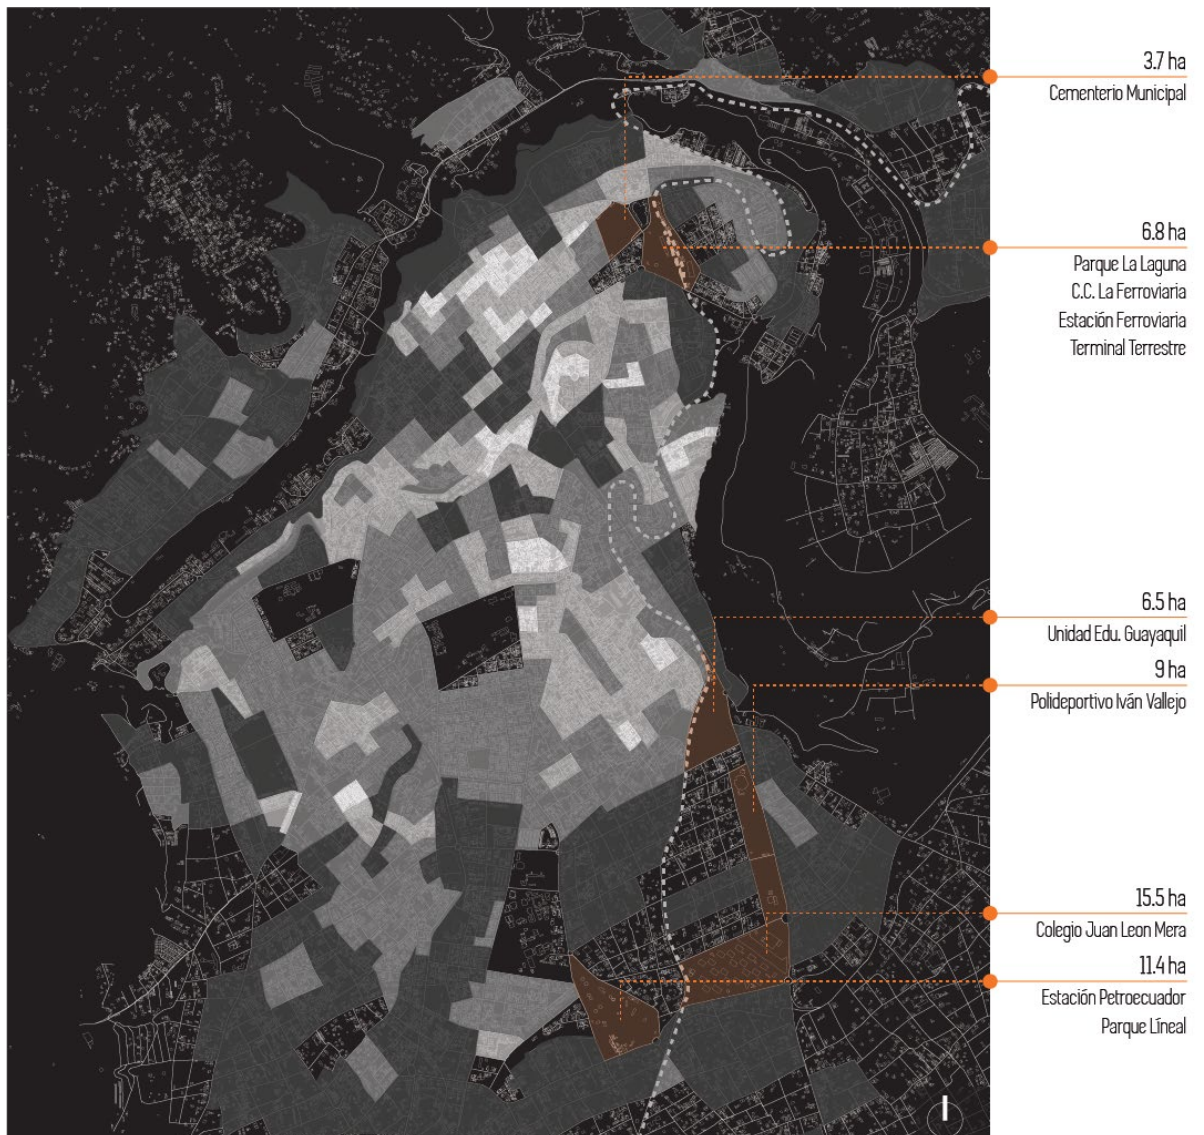 3.7 ha
Cementerio Municipal
6.8 ha
Parque La Laguna
C.C. La Ferroviaria
Estación Ferroviaria
Terminal Terrestre
6.5 ha
Unidad Edu. Guayaquil
9 ha
Polideportivo Iván Vallejo
15.5 ha
Colegio Juan Leon Mera
11.4 ha
Estación Petroecuador
Parque Líneal